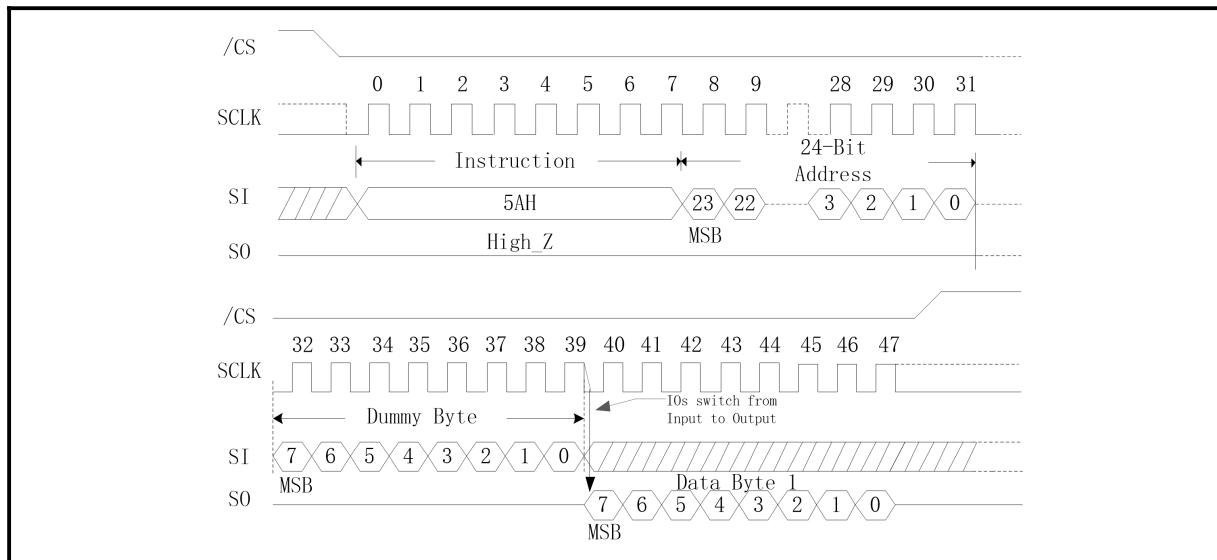 /CS
0 1 2 3 4 5 6 7 8 9 28 29 30 31
SCLK
Instruction
24-Bit
Address
SI
5AH
23 22 3 2 1 0
MSB
High_Z
SO
/CS
32 33 34 35 36 37 38 39 40 41 42 43 44 45 46 47
SCLK
IOs switch from
Input to Output
Dummy Byte
SI
7 6 5 4 3 2 1 0
MSB
Data Byte 1
SO
7 6 5 4 3 2 1 0
MSB